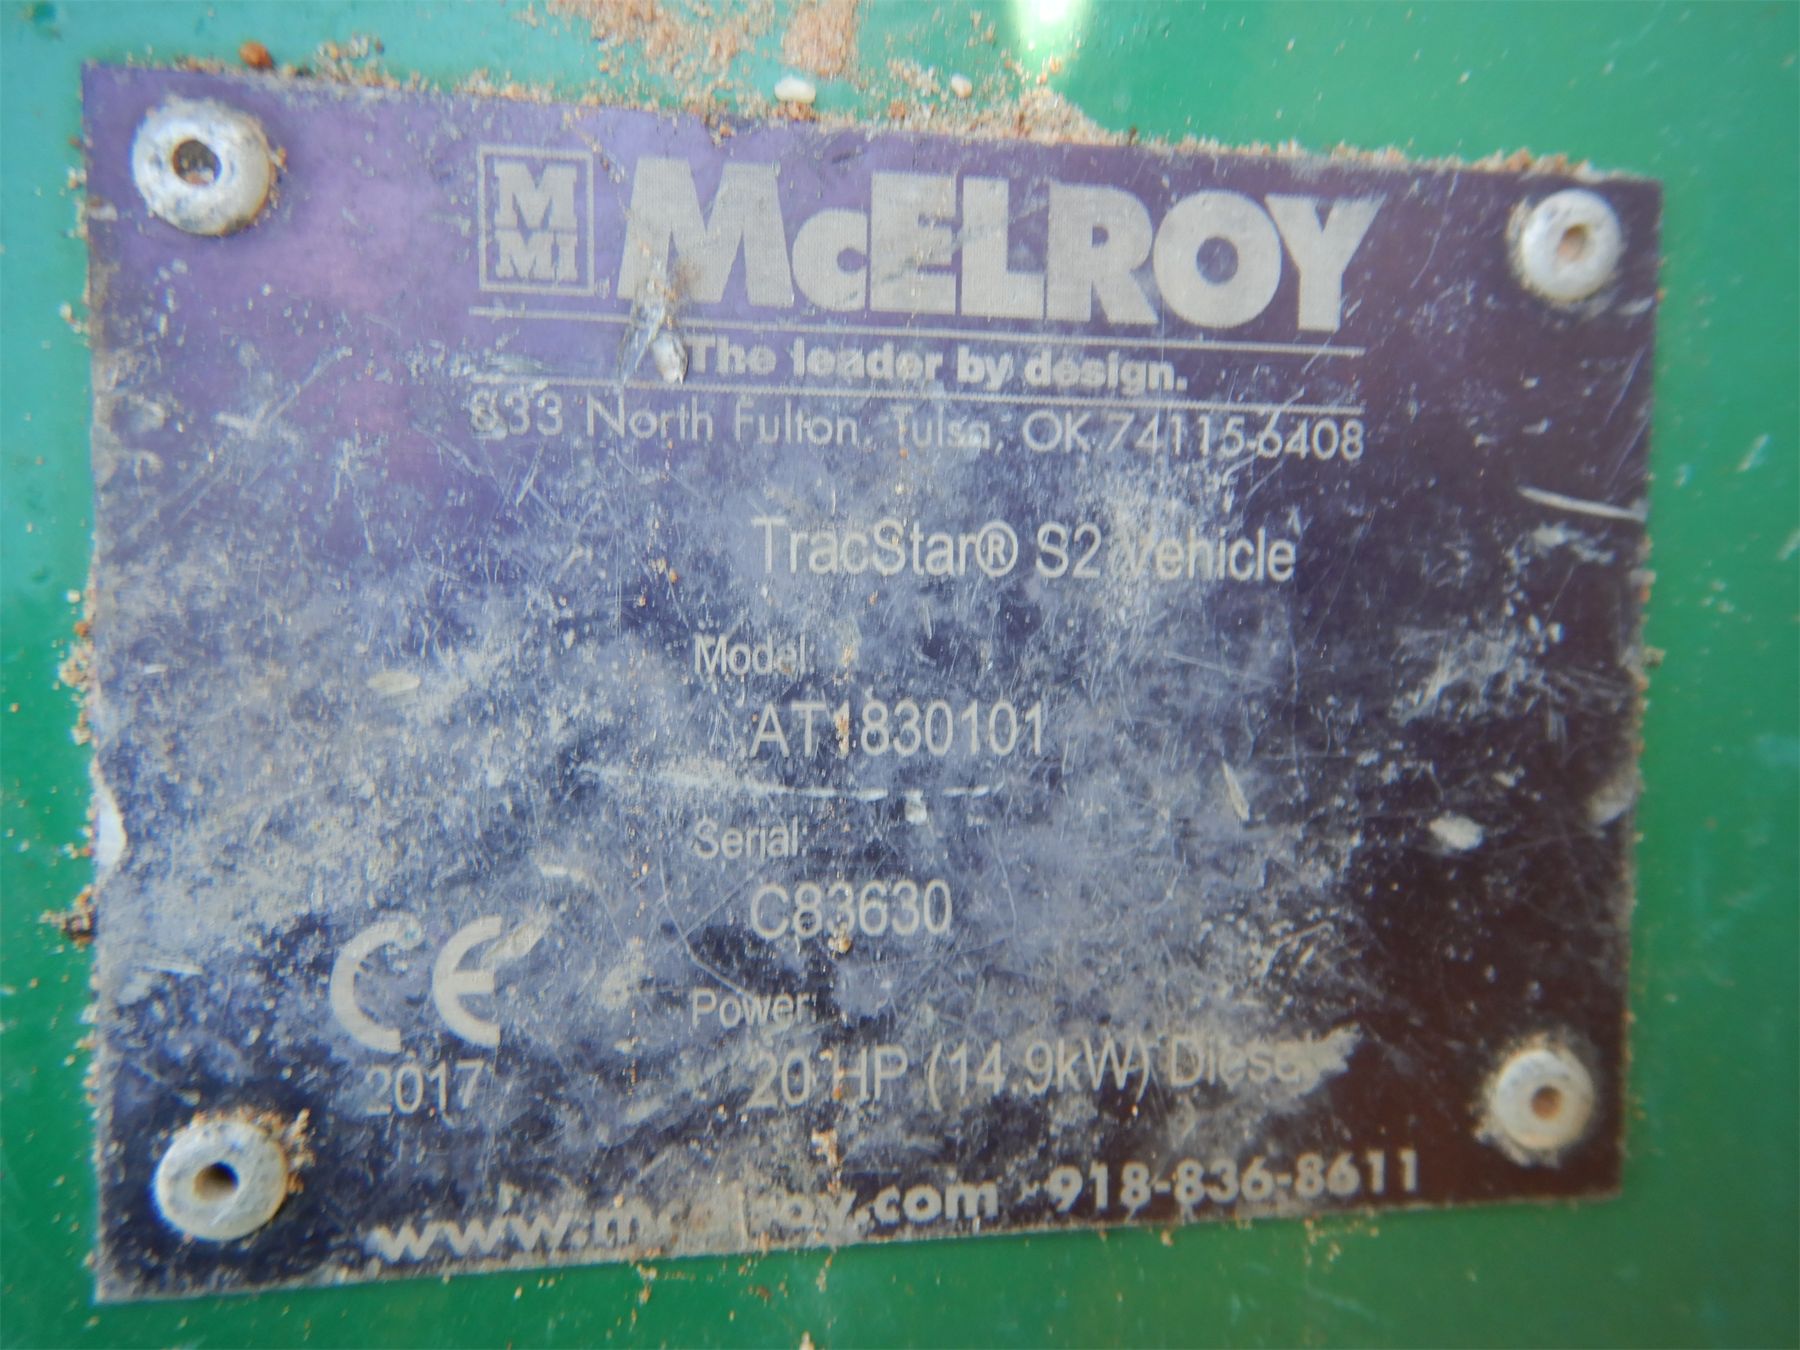 M
MI
McELROY
The leader by design.
833 North Fulton, Tulsa, OK 74115-6408
TracStar® S2 Vehicle
Model:
AT1830101
Serial:
C83630
Power:
20 HP (14.9kW) Diesel
CE
2017
www.mcelroy.com 918-836-8611